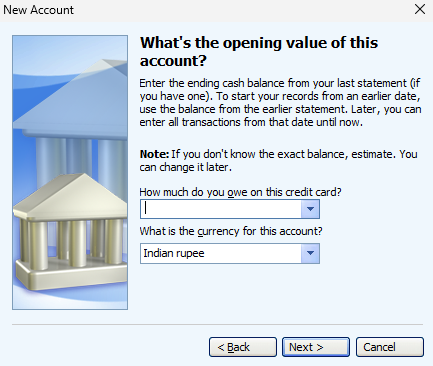 New Account
What's the opening value of this
account?
Enter the ending cash balance from your last statement (if
you have one). To start your records from an earlier date,
use the balance from the earlier statement. Later, you can
enter all transactions from that date until now.
Note: If you don't know the exact balance, estimate. You
can change it later.
How much do you owe on this credit card?
What is the currency for this account?
Indian rupee
< Back
Next >
Cancel